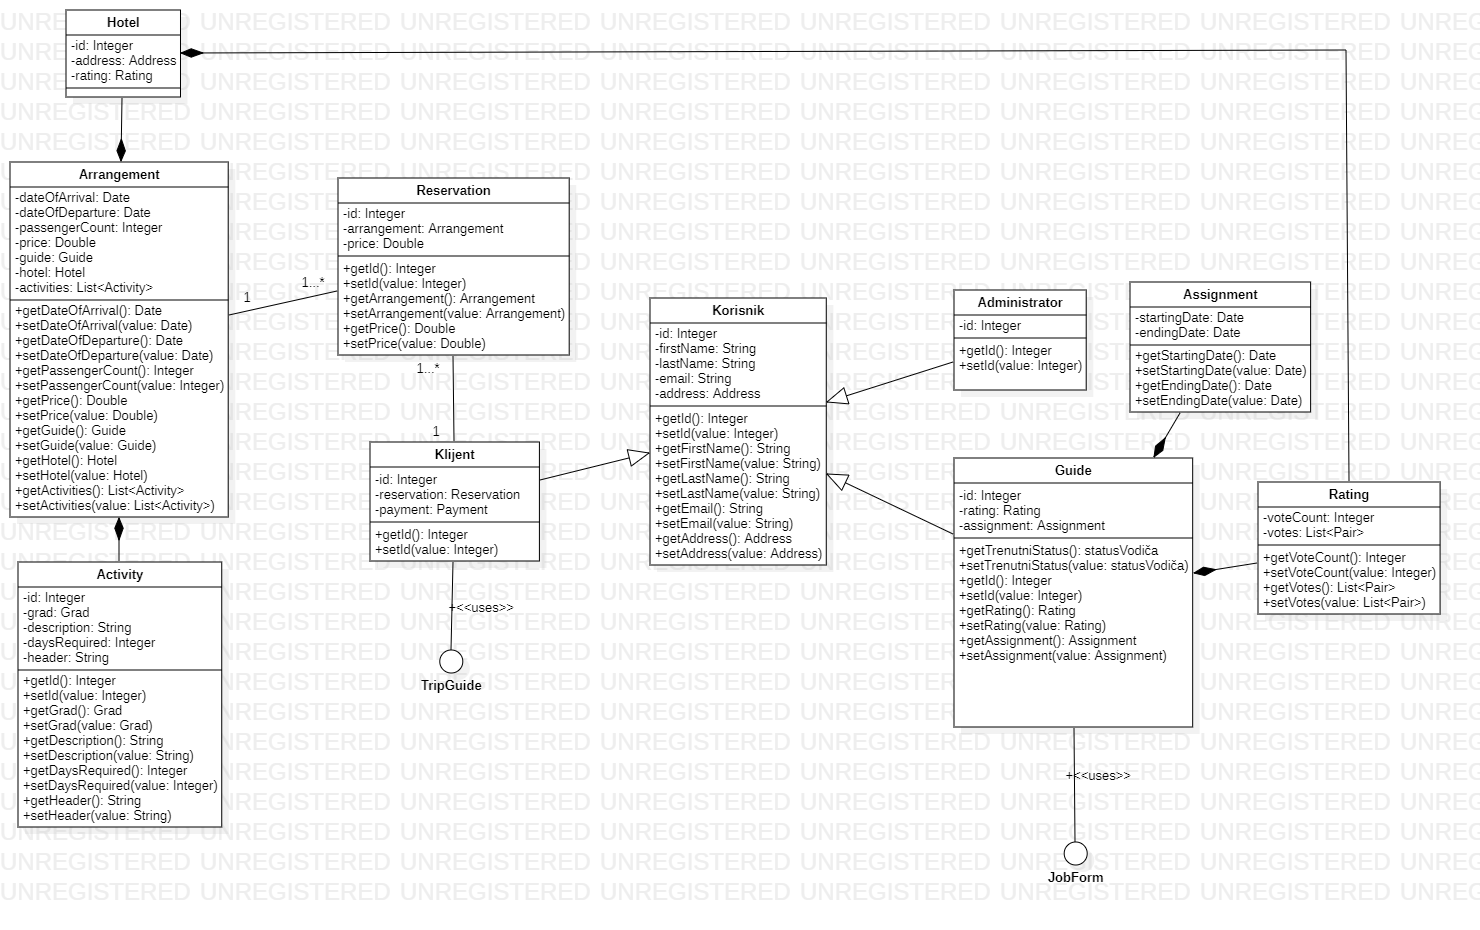 Hotel
-id: Integer
-address: Address
-rating: Rating
Arrangement
-dateOfArrival: Date
-dateOfDeparture: Date
-passengerCount: Integer
-price: Double
-guide: Guide
-hotel: Hotel
-activities: List<Activity>
+getDateOfArrival(): Date
+setDateOfArrival(value: Date)
+getDateOfDeparture(): Date
+setDateOfDeparture(value: Date)
+getPassengerCount(): Integer
+setPassengerCount(value: Integer)
+getPrice(): Double
+setPrice(value: Double)
+getGuide(): Guide
+setGuide(value: Guide)
+getHotel(): Hotel
+setHotel(value: Hotel)
+getActivities(): List<Activity>
+setActivities(value: List<Activity>)
1
1...*
Reservation
-id: Integer
-arrangement: Arrangement
-price: Double
+getId(): Integer
+setId(value: Integer)
+getArrangement(): Arrangement
+setArrangement(value: Arrangement)
+getPrice(): Double
+setPrice(value: Double)
1...*
1
Klijent
-id: Integer
-reservation: Reservation
-payment: Payment
+getId(): Integer
+setId(value: Integer)
+<<uses>>
TripGuide
Activity
-id: Integer
-grad: Grad
-description: String
-daysRequired: Integer
-header: String
+getId(): Integer
+setId(value: Integer)
+getGrad(): Grad
+setGrad(value: Grad)
+getDescription(): String
+setDescription(value: String)
+getDaysRequired(): Integer
+setDaysRequired(value: Integer)
+getHeader(): String
+setHeader(value: String)
Korisnik
-id: Integer
-firstName: String
-lastName: String
-email: String
-address: Address
+getId(): Integer
+setId(value: Integer)
+getFirstName(): String
+setFirstName(value: String)
+getLastName(): String
+setLastName(value: String)
+getEmail(): String
+setEmail(value: String)
+getAddress(): Address
+setAddress(value: Address)
Administrator
-id: Integer
+getId(): Integer
+setId(value: Integer)
Assignment
-startingDate: Date
-endingDate: Date
+getStartingDate(): Date
+setStartingDate(value: Date)
+getEndingDate(): Date
+setEndingDate(value: Date)
Guide
-id: Integer
-rating: Rating
-assignment: Assignment
+getTrenutniStatus(): statusVodiča
+setTrenutniStatus(value: statusVodiča)
+getId(): Integer
+setId(value: Integer)
+getRating(): Rating
+setRating(value: Rating)
+getAssignment(): Assignment
+setAssignment(value: Assignment)
+<<uses>>
JobForm
Rating
-voteCount: Integer
-votes: List<Pair>
+getVoteCount(): Integer
+setVoteCount(value: Integer)
+getVotes(): List<Pair>
+setVotes(value: List<Pair>)